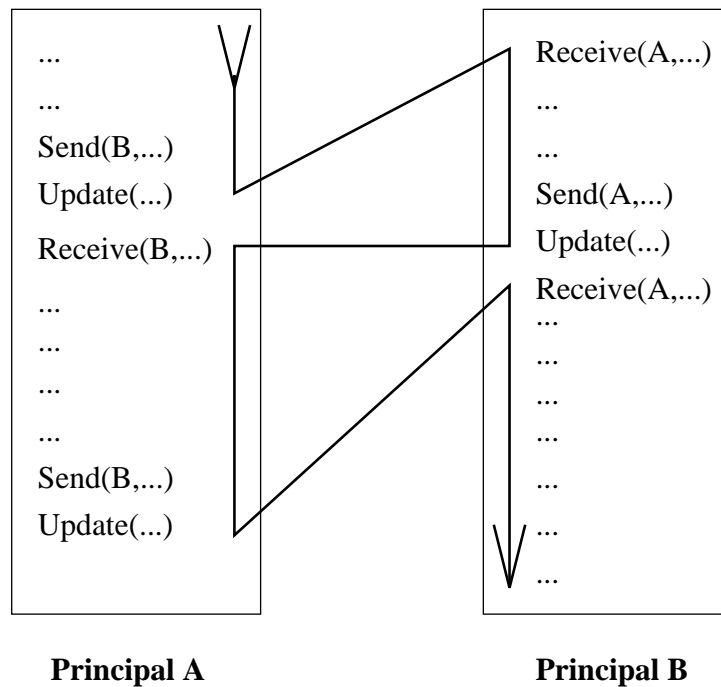 ...
...
Send(B,...)
Update(...)
Receive(B,...)
...
...
...
...
Send(B,...)
Update(...)
Principal A
Receive(A,...)
...
...
Send(A,...)
Update(...)
Receive(A,...)
...
...
...
...
...
...
...
Principal B